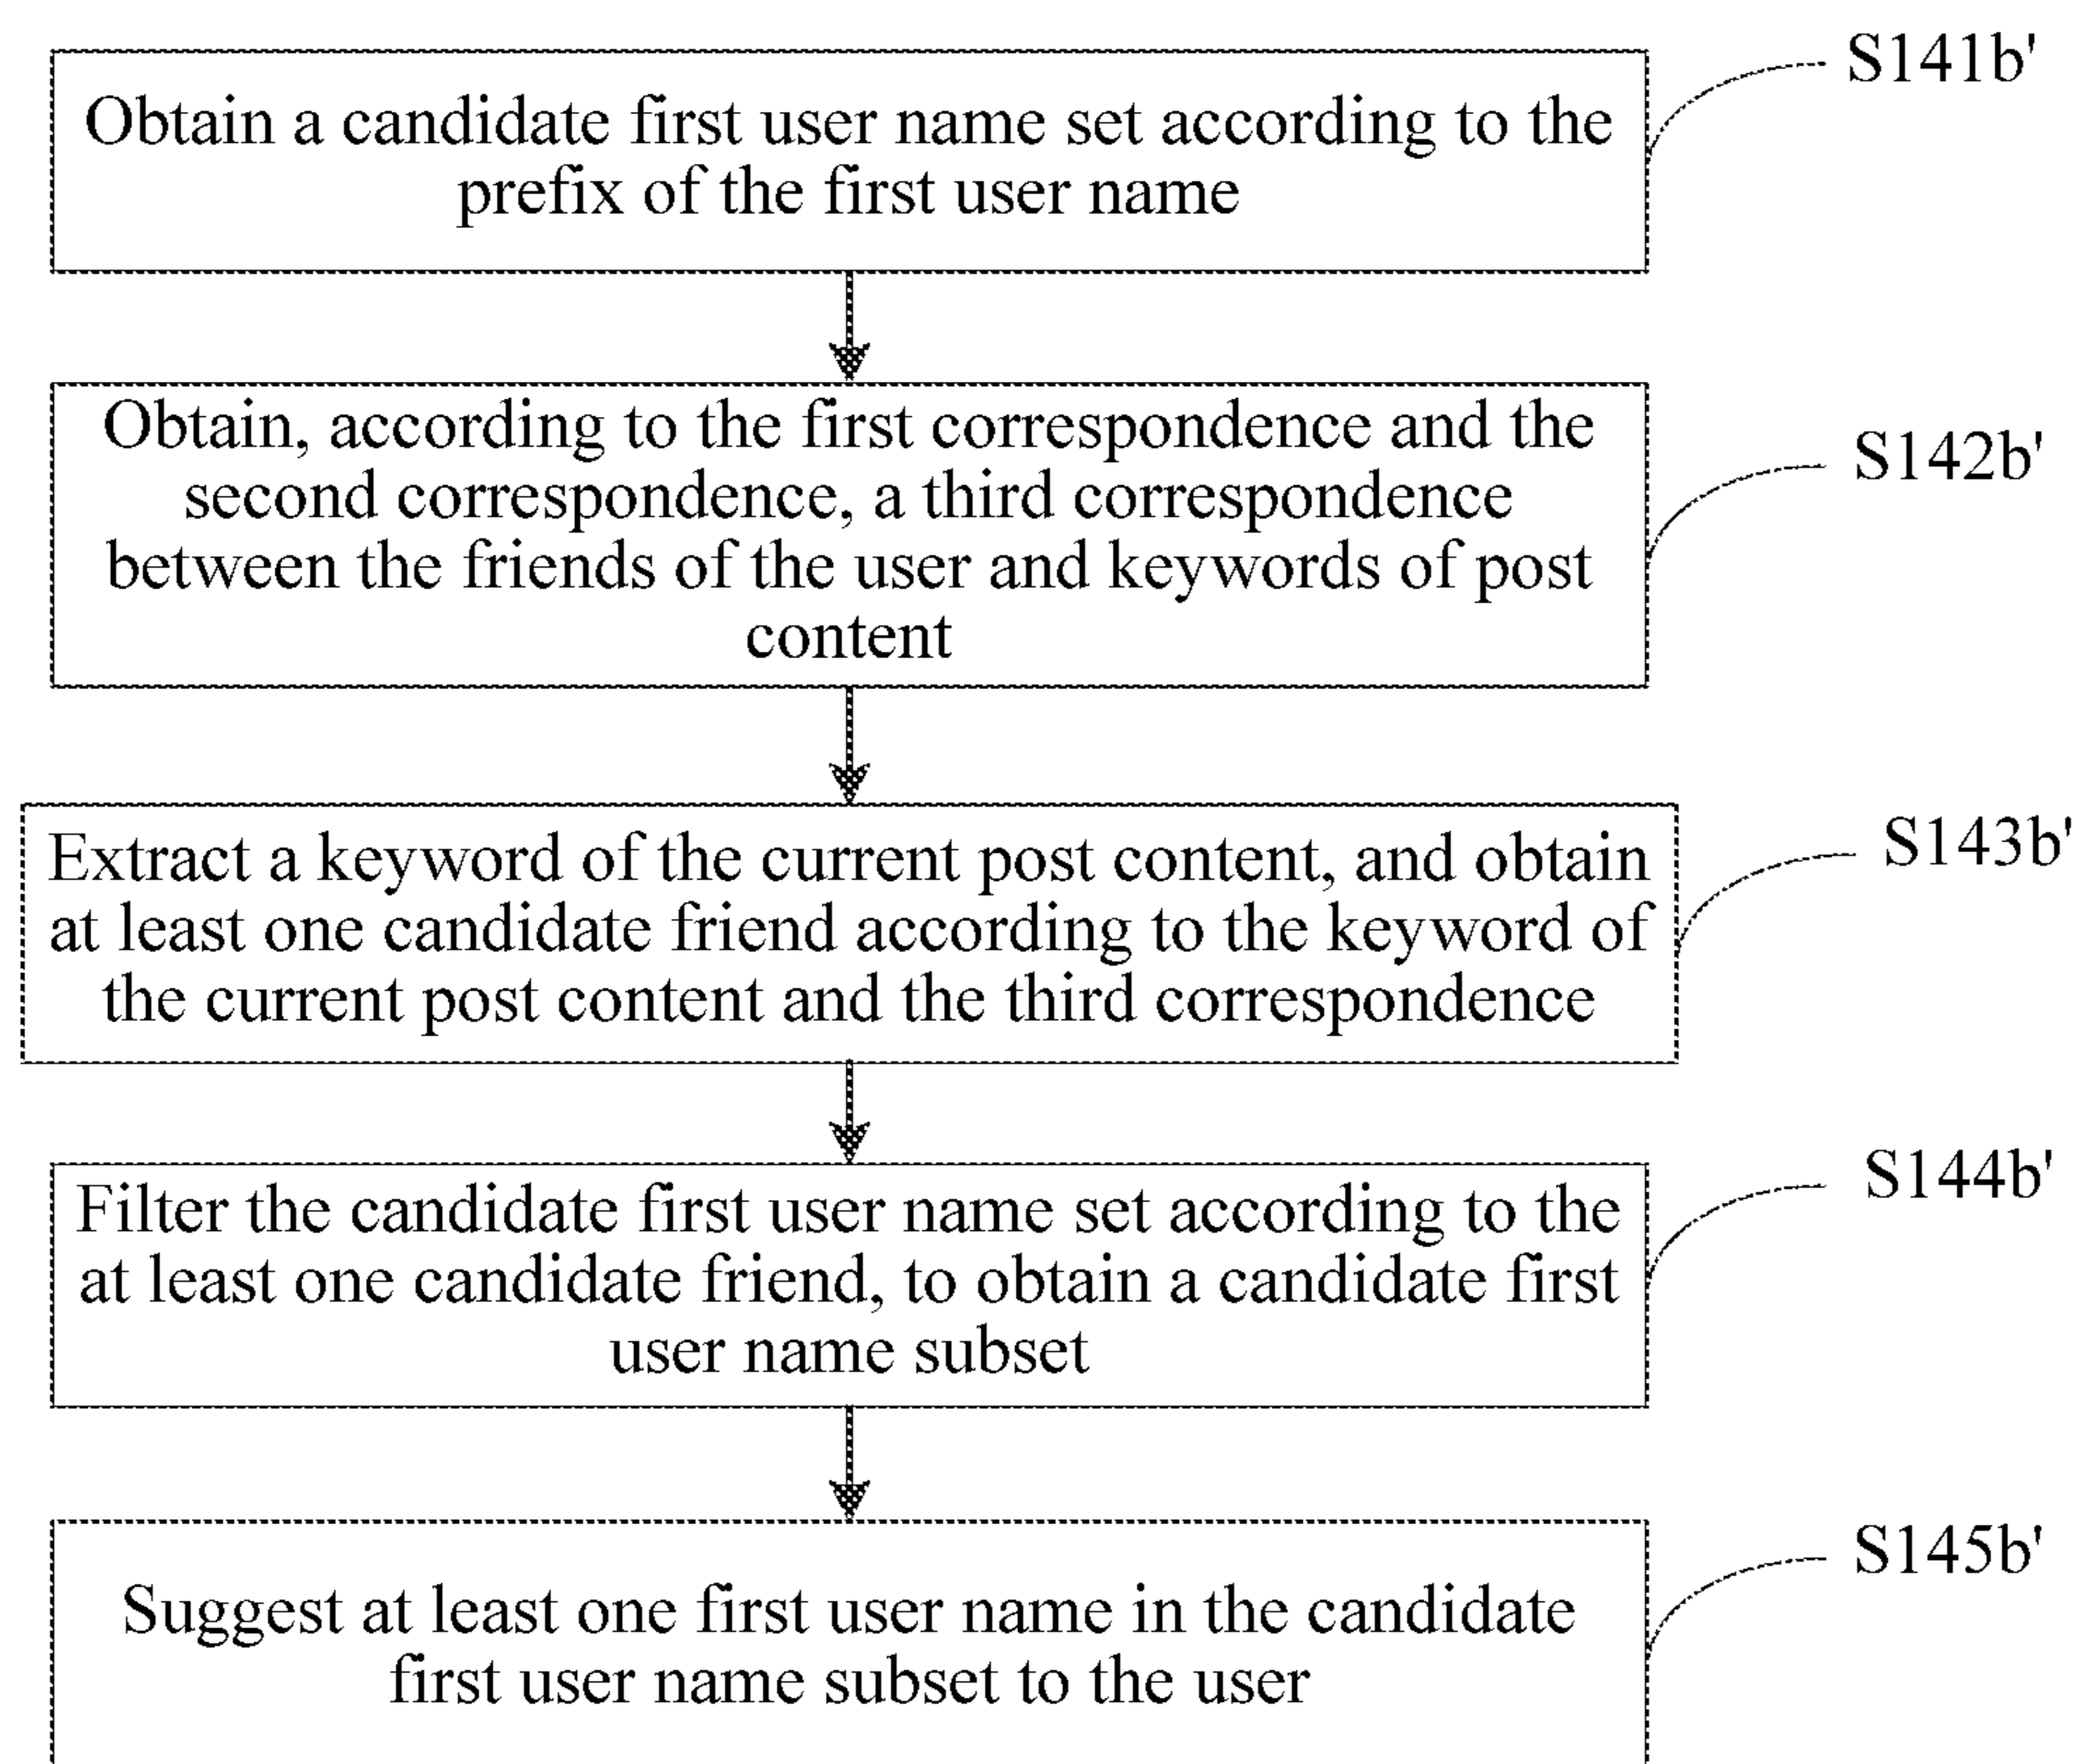 Obtain a candidate first user name set according to the
prefix of the first user name
S141b'
Obtain, according to the first correspondence and the
second correspondence, a third correspondence
between the friends of the user and keywords of post
content
S142b'
Extract a keyword of the current post content, and obtain
at least one candidate friend according to the keyword of
the current post content and the third correspondence
S143b'
Filter the candidate first user name set according to the
at least one candidate friend, to obtain a candidate first
user name subset
S144b'
Suggest at least one first user name in the candidate
first user name subset to the user
S145b'